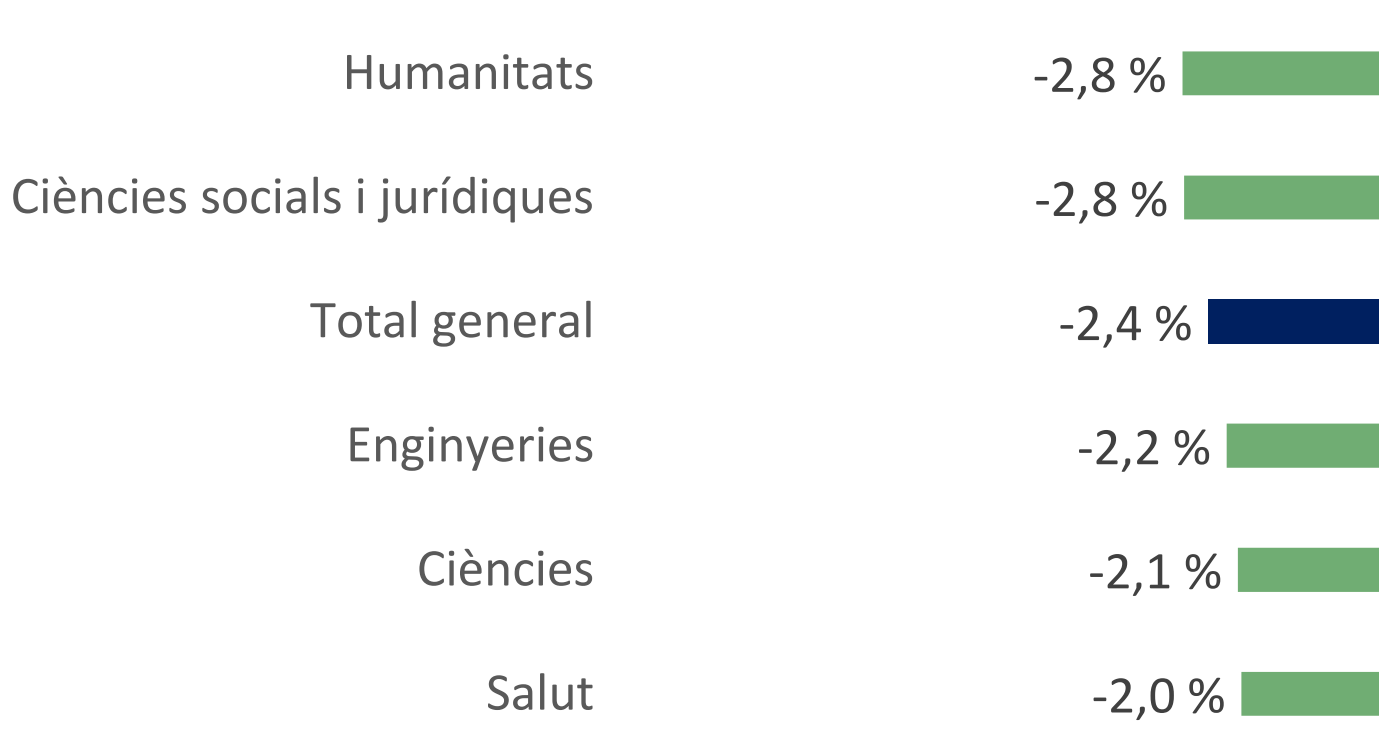 Humanitats -2,8 %
Ciències socials i jurídiques -2,8 %
Total general -2,4 %
Enginyeries -2,2 %
Ciències -2,1 %
Salut -2,0 %